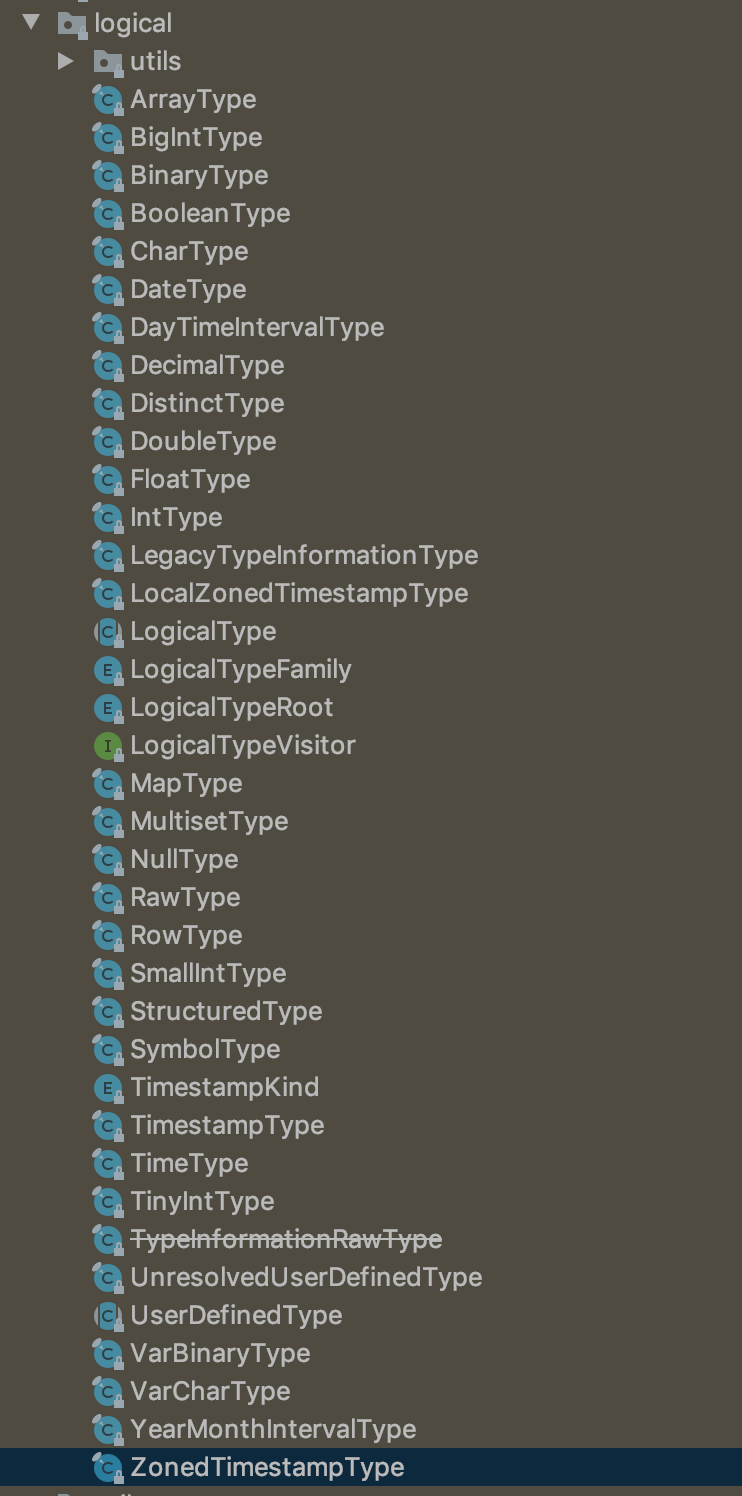 logical
utils
ArrayType
BigIntType
BinaryType
BooleanType
CharType
DateType
DayTimeIntervalType
DecimalType
DistinctType
DoubleType
FloatType
IntType
LegacyTypeInformationType
LocalZonedTimestampType
LogicalType
LogicalTypeFamily
LogicalTypeRoot
LogicalTypeVisitor
MapType
MultisetType
NullType
RawType
RowType
SmallIntType
StructuredType
SymbolType
TimestampKind
TimestampType
TimeType
TinyIntType
TypeInformationRawType
UnresolvedUserDefinedType
UserDefinedType
VarBinaryType
VarCharType
YearMonthIntervalType
ZonedTimestampType